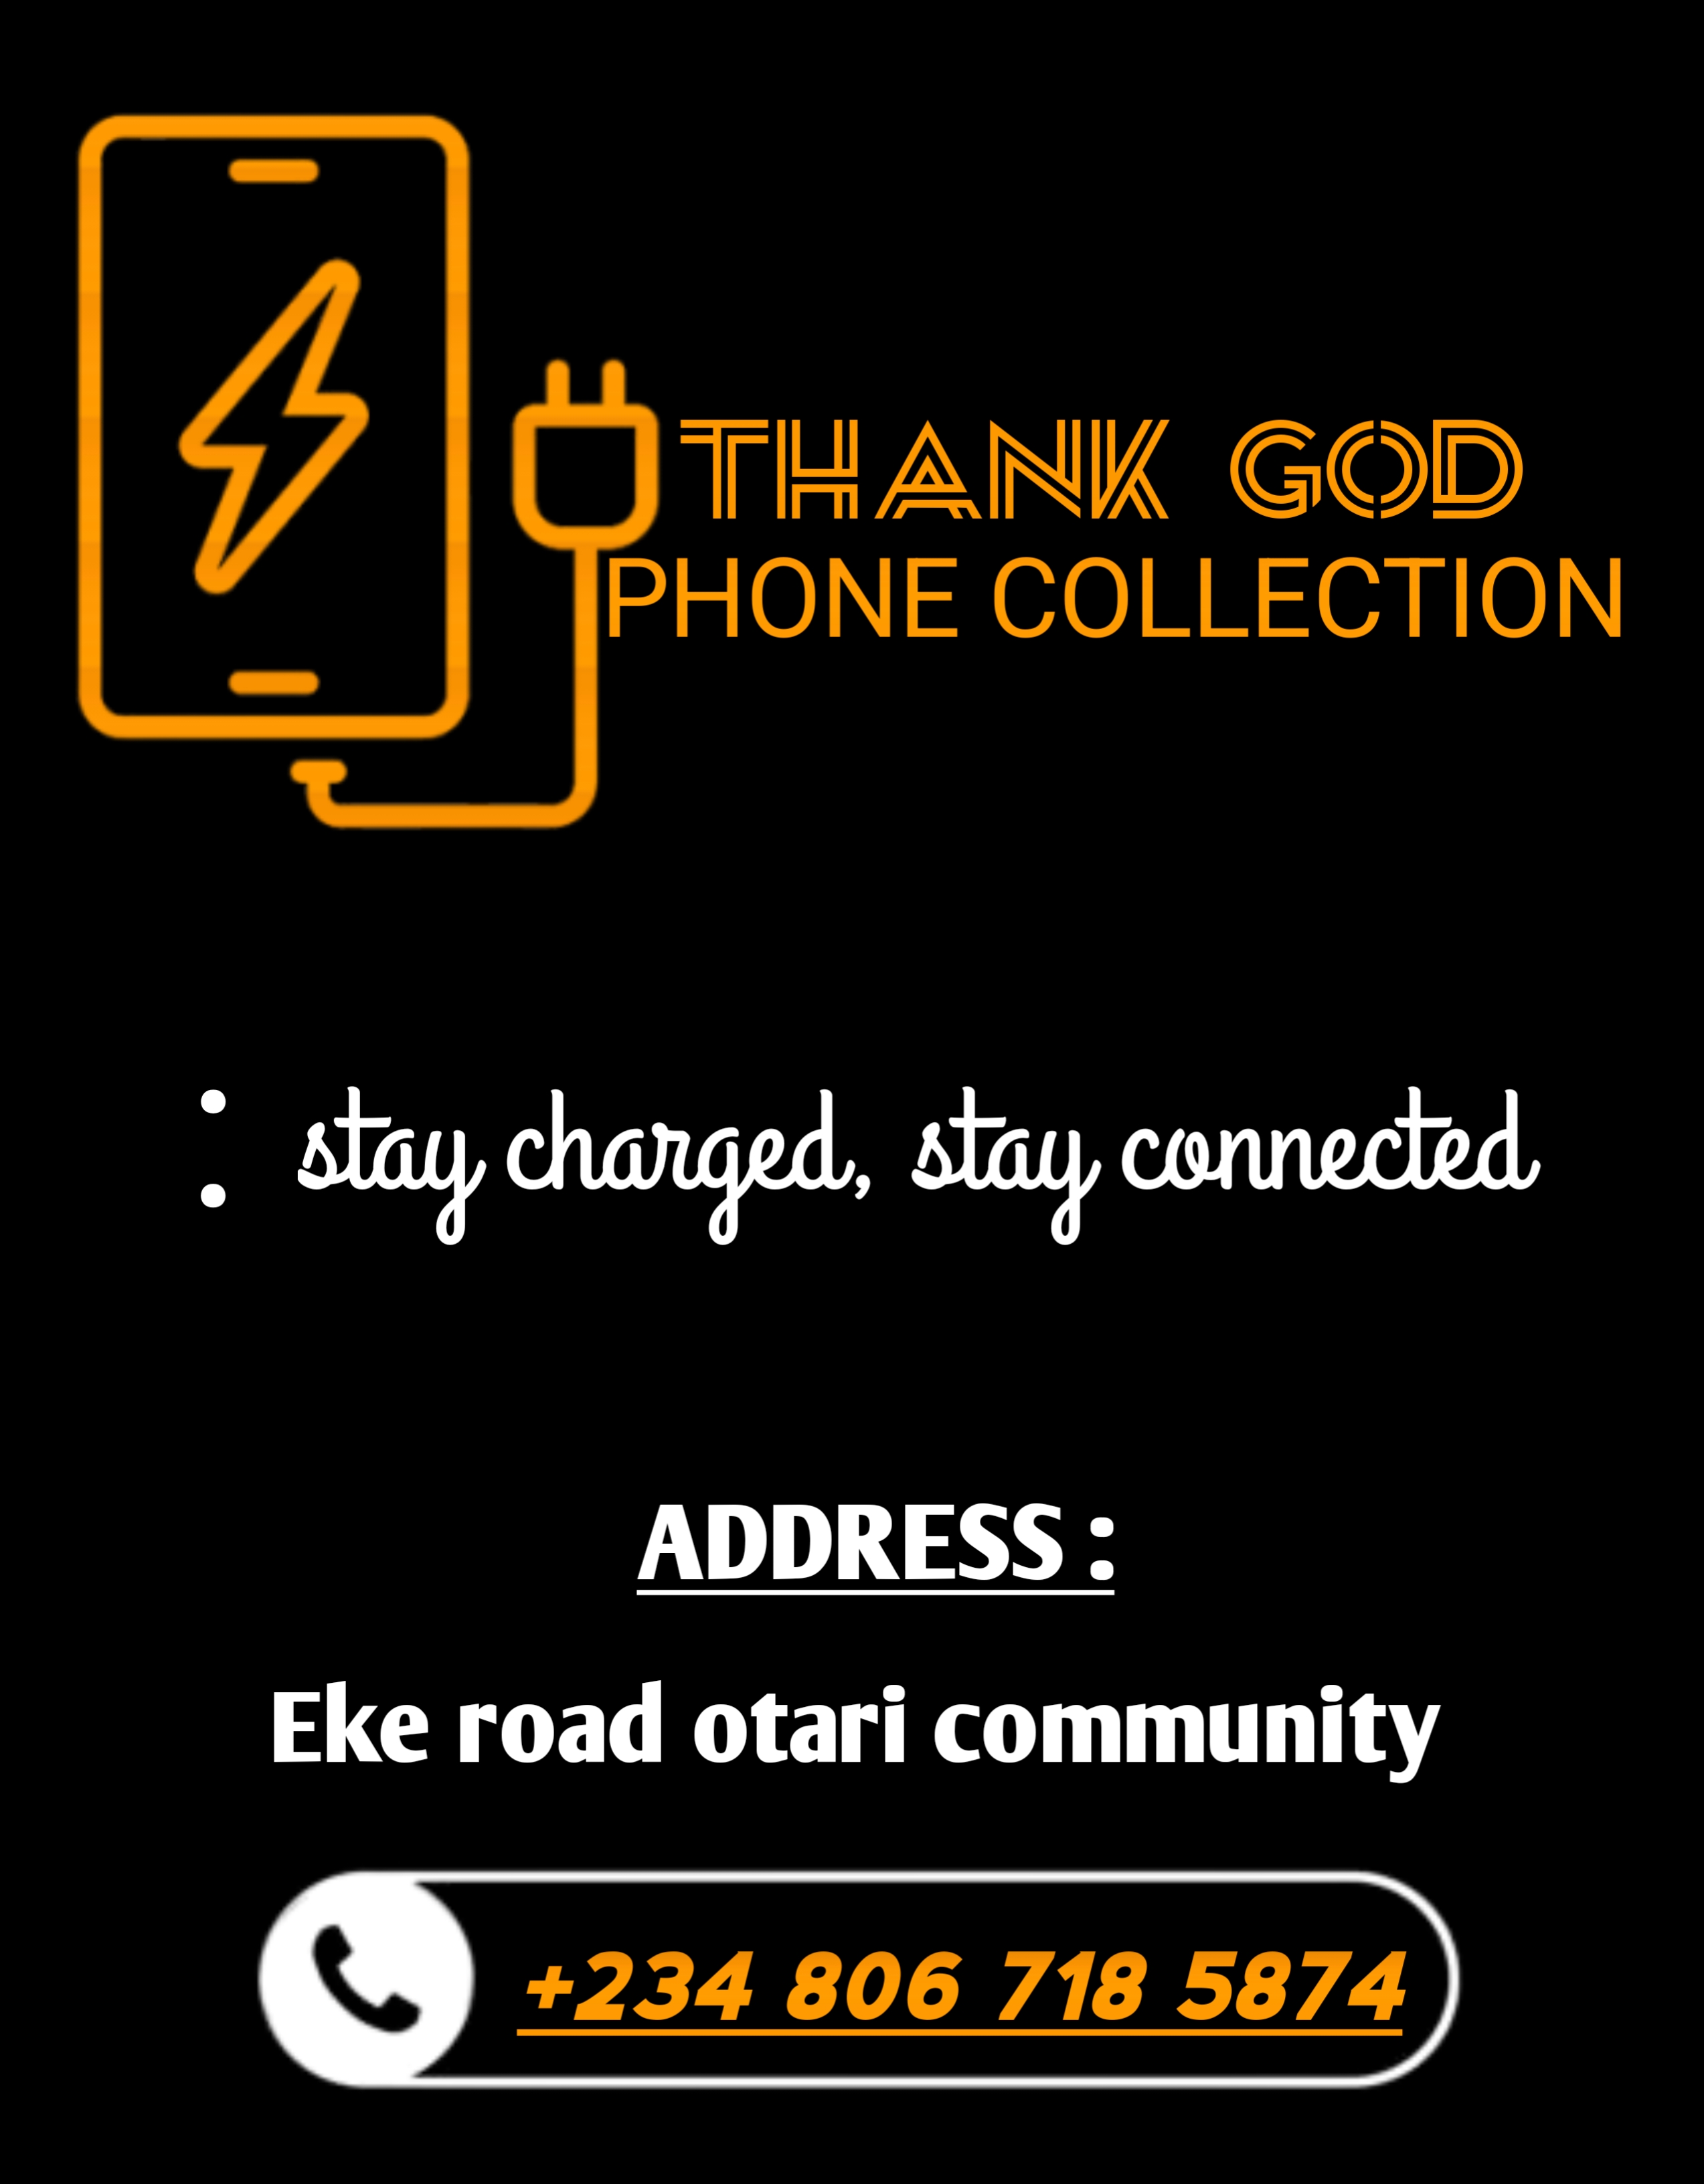 THANK GOD
PHONE COLLECTION
: stay charged, stay connected.
ADDRESS:
Eke road otari community
+234 806 718 5874